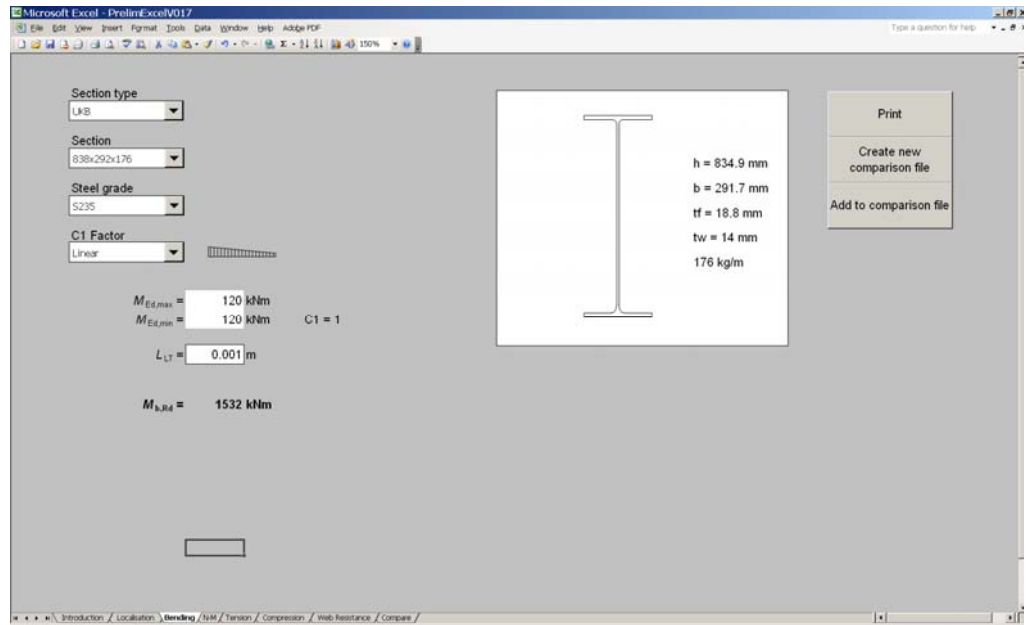 Microsoft Excel - PrelimExcelV017
File Edit View Insert Format Tools Data Window Help Adobe PDF
Type a question for help
150%
Section type
UKB
Section
838x292x176
Steel grade
S235
C1 Factor
Linear
MEd,max = 120 kNm
MEd,min = 120 kNm C1 = 1
LLT = 0.001 m
Mb,Rd = 1532 kNm
h = 834.9 mm
b = 291.7 mm
tf = 18.8 mm
tw = 14 mm
176 kg/m
Print
Create new
comparison file
Add to comparison file
Introduction / Localisation \ Bending / N-M / Tension / Compression / Web Resistance / Compare /